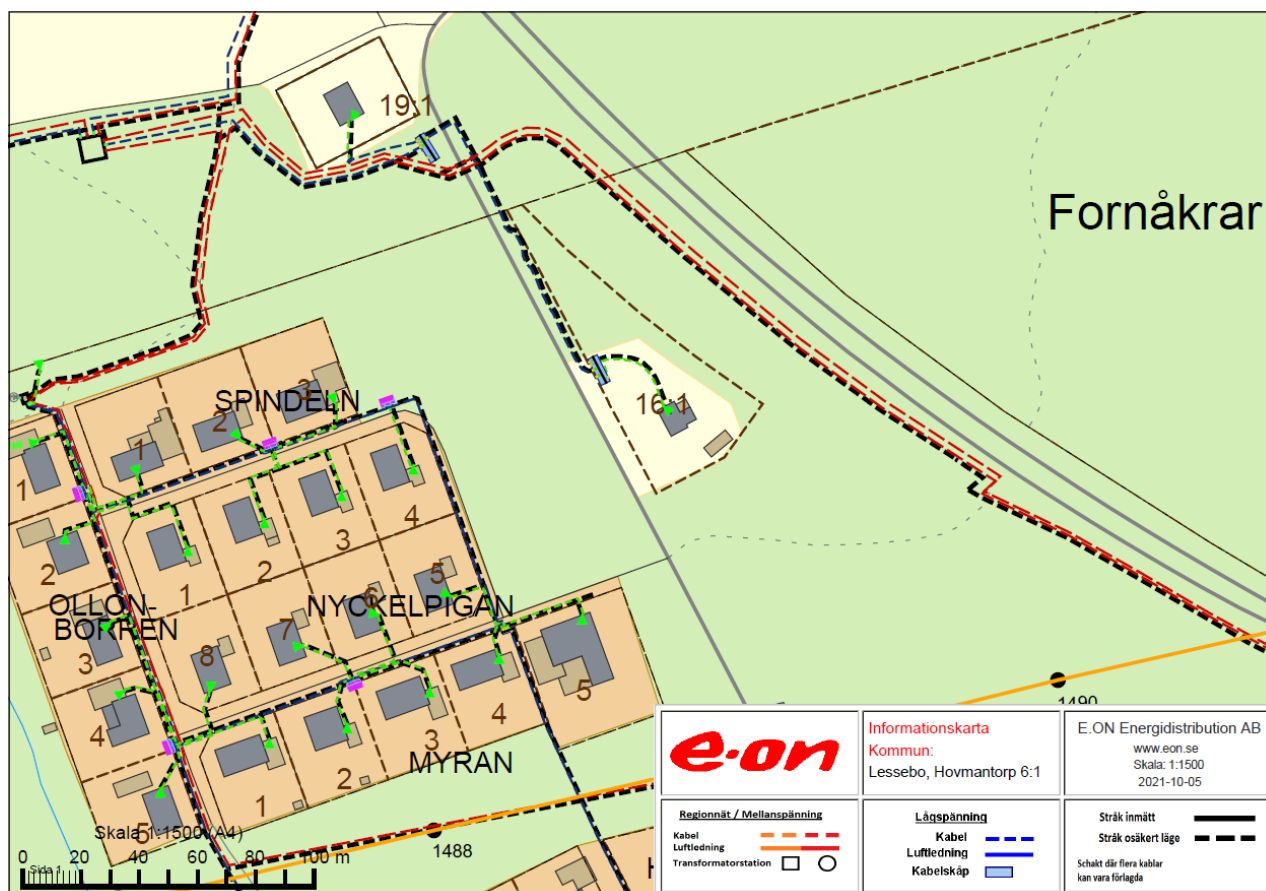 19:1
Fornåkrar
16:1
SPINDELN
1
2
3
1
2
OLLON-
BORREN
3
4
5
1
2
3
4
5
6
7
8
NYCKELPIGAN
1
2
3
4
5
MYRAN
1490
1488
Skala 1:1500 (A4)
0 20 40 60 80 100 m
Sida 1
e·on
Informationskarta
Kommun:
Lessebo, Hovmantorp 6:1
E.ON Energidistribution AB
www.eon.se
Skala: 1:1500
2021-10-05
Regionnät / Mellanspänning
Kabel
Luftledning
Transformatorstation
Lågspänning
Kabel
Luftledning
Kabelskåp
Stråk inmätt
Stråk osäkert läge
Schakt där flera kablar
kan vara förlagda